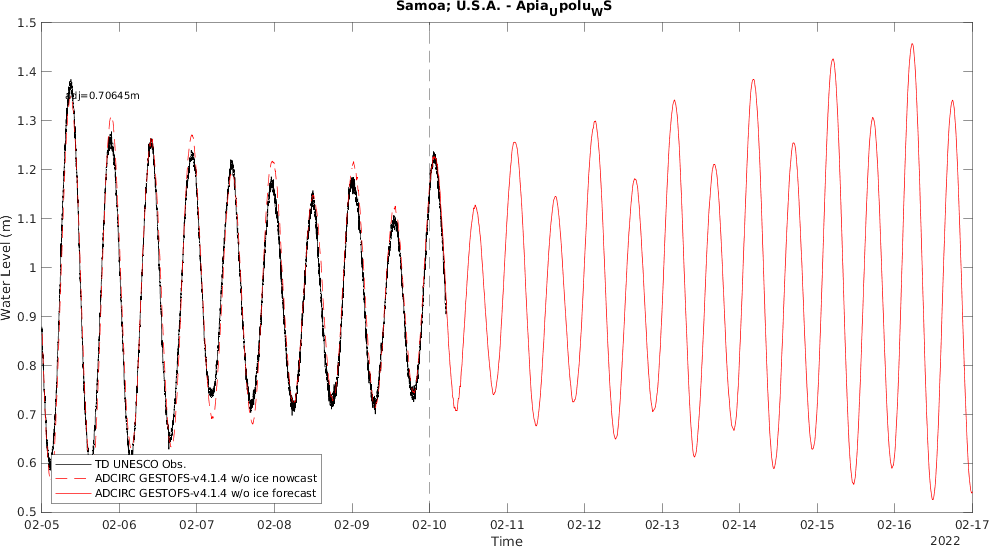 Samoa; U.S.A. - ApiaUpoluWS
1.5
1.4
1.3
1.2
1.1
1
0.9
0.8
0.7
0.6
0.5
Water Level (m)
adj=0.70645m
TD UNESCO Obs.
ADCIRC GESTOFS-v4.1.4 w/o ice nowcast
ADCIRC GESTOFS-v4.1.4 w/o ice forecast
02-05 02-06 02-07 02-08 02-09 02-10 02-11 02-12 02-13 02-14 02-15 02-16 02-17
Time
2022